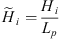 H̃_i = H_i / L_p